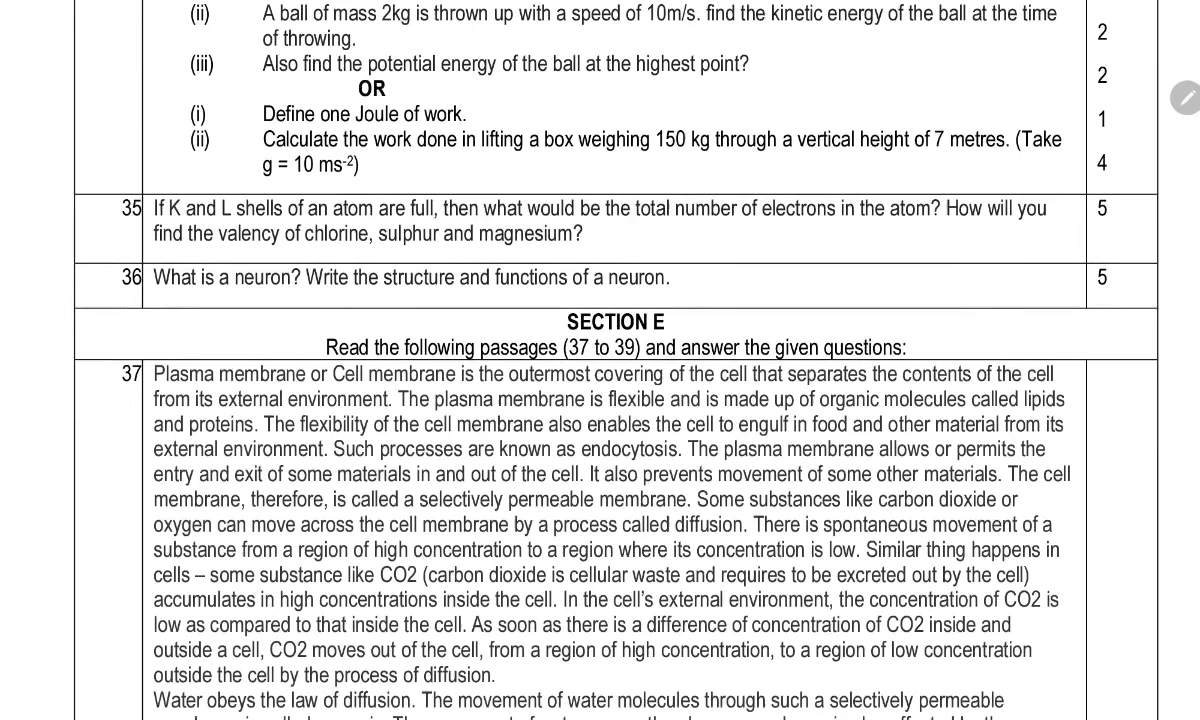 (ii) A ball of mass 2kg is thrown up with a speed of 10m/s. find the kinetic energy of the ball at the time
of throwing. 2
(iii) Also find the potential energy of the ball at the highest point? 2
OR
(i) Define one Joule of work. 1
(ii) Calculate the work done in lifting a box weighing 150 kg through a vertical height of 7 metres. (Take
g = 10 ms-2) 4
35 If K and L shells of an atom are full, then what would be the total number of electrons in the atom? How will you 5
find the valency of chlorine, sulphur and magnesium?
36 What is a neuron? Write the structure and functions of a neuron. 5
SECTION E
Read the following passages (37 to 39) and answer the given questions:
37 Plasma membrane or Cell membrane is the outermost covering of the cell that separates the contents of the cell
from its external environment. The plasma membrane is flexible and is made up of organic molecules called lipids
and proteins. The flexibility of the cell membrane also enables the cell to engulf in food and other material from its
external environment. Such processes are known as endocytosis. The plasma membrane allows or permits the
entry and exit of some materials in and out of the cell. It also prevents movement of some other materials. The cell
membrane, therefore, is called a selectively permeable membrane. Some substances like carbon dioxide or
oxygen can move across the cell membrane by a process called diffusion. There is spontaneous movement of a
substance from a region of high concentration to a region where its concentration is low. Similar thing happens in
cells – some substance like CO2 (carbon dioxide is cellular waste and requires to be excreted out by the cell)
accumulates in high concentrations inside the cell. In the cell's external environment, the concentration of CO2 is
low as compared to that inside the cell. As soon as there is a difference of concentration of CO2 inside and
outside a cell, CO2 moves out of the cell, from a region of high concentration, to a region of low concentration
outside the cell by the process of diffusion.
Water obeys the law of diffusion. The movement of water molecules through such a selectively permeable